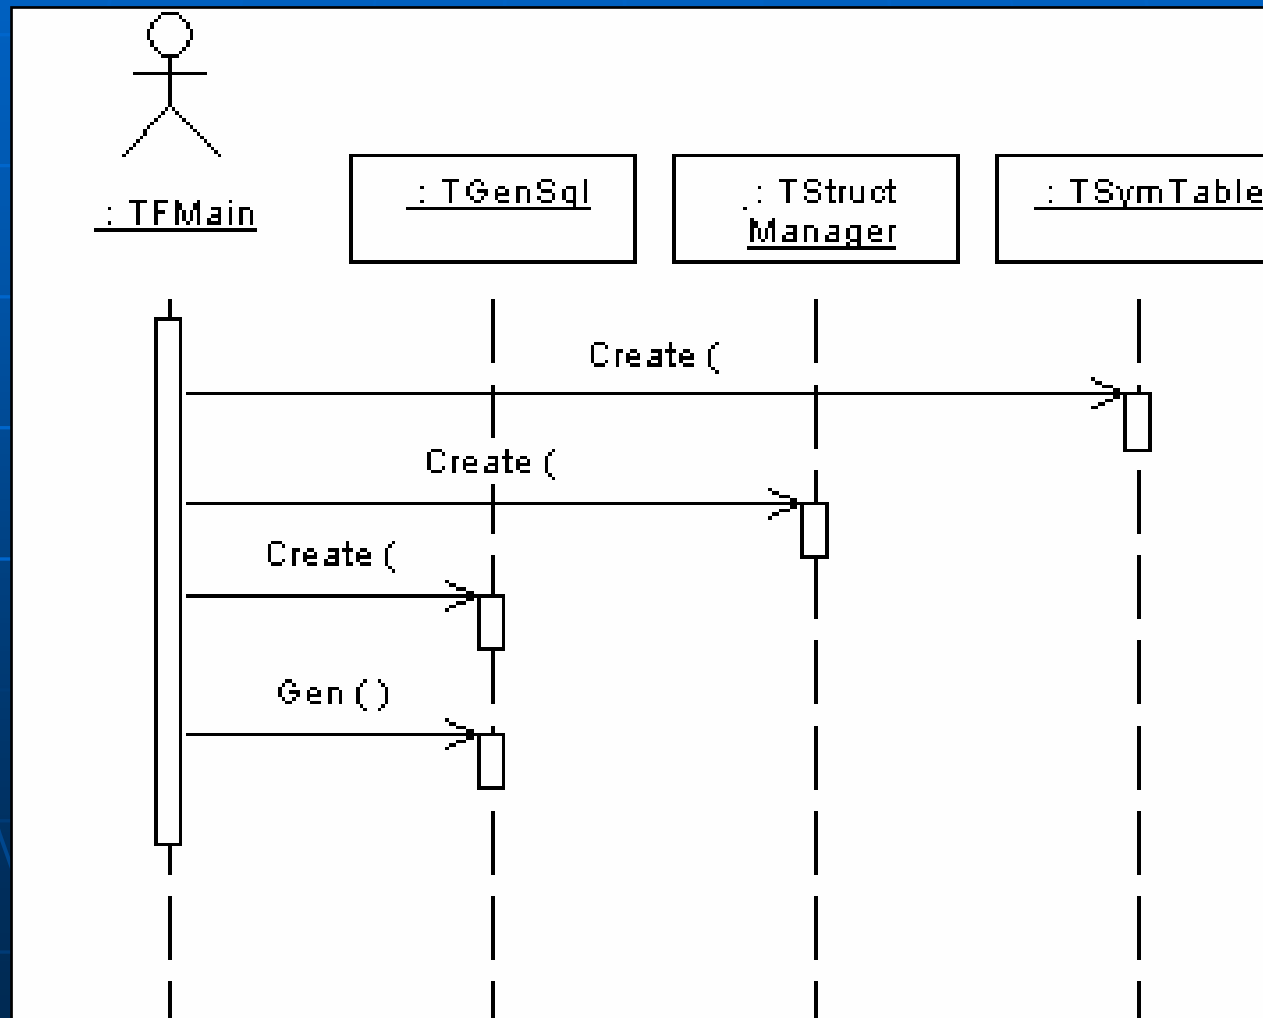 : TFMain
: TGenSql
: TStruct
Manager
: TSymTable
Create (
Create (
Create (
Gen ( )